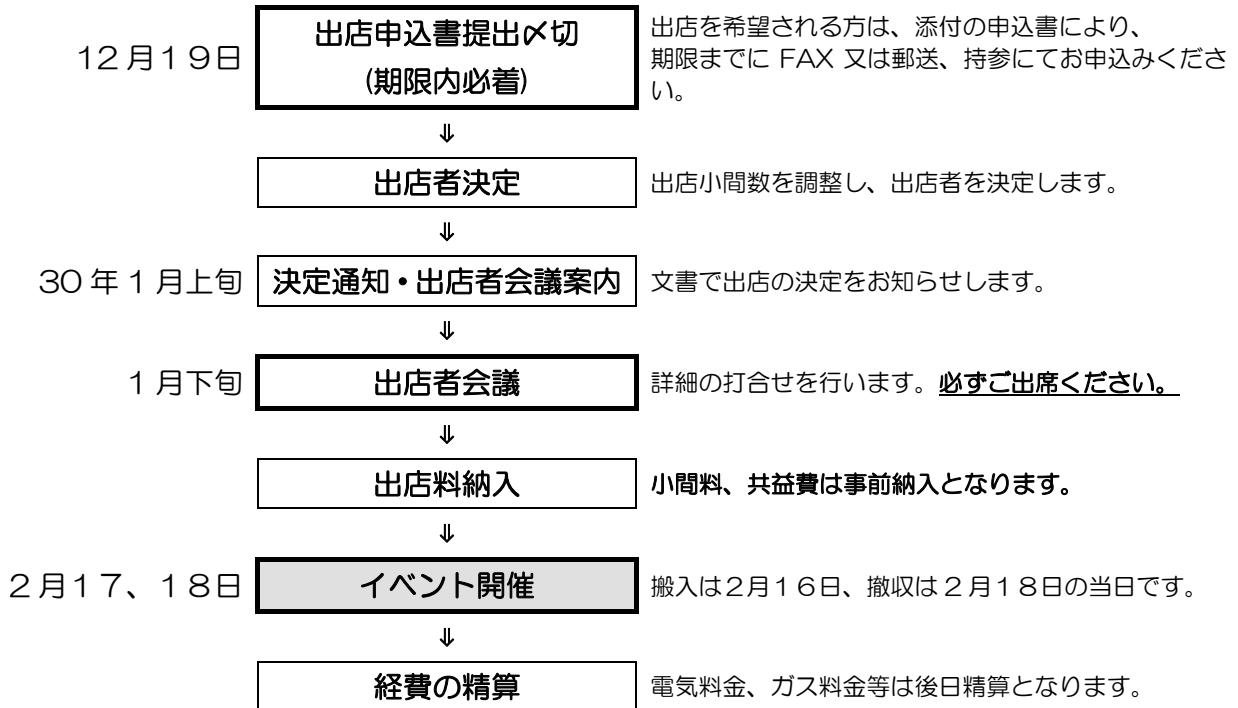 12月19日
出店申込書提出〆切
(期限内必着)
出店を希望される方は、添付の申込書により、
期限までに FAX 又は郵送、持参にてお申込みくださ
い。
⇓
出店者決定
出店小間数を調整し、出店者を決定します。
⇓
30年1月上旬
決定通知・出店者会議案内
文書で出店の決定をお知らせします。
⇓
1月下旬
出店者会議
詳細の打合せを行います。必ずご出席ください。
⇓
出店料納入
小間料、共益費は事前納入となります。
⇓
2月17、18日
イベント開催
搬入は2月16日、撤収は2月18日の当日です。
⇓
経費の精算
電気料金、ガス料金等は後日精算となります。